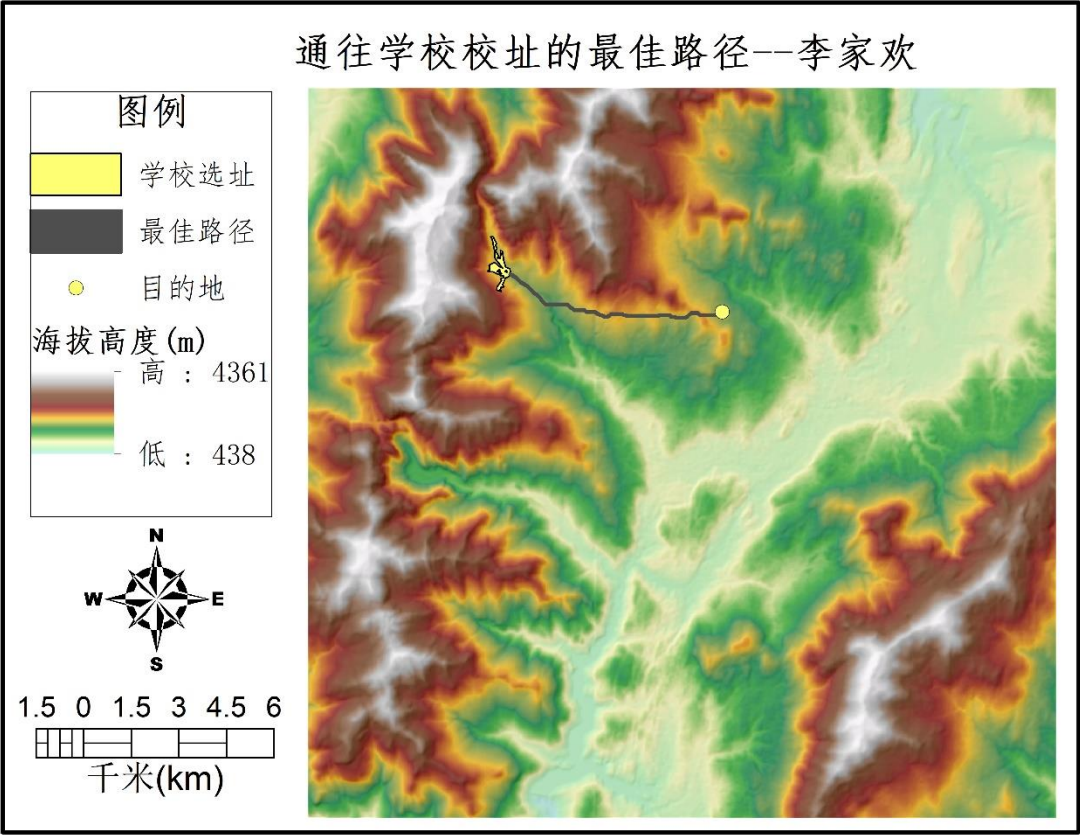 通往学校校址的最佳路径--李家欢
图例
学校选址
最佳路径
目的地
海拔高度(m)
高 : 4361
低 : 438
N
W E
S
1.5 0 1.5 3 4.5 6
千米(km)